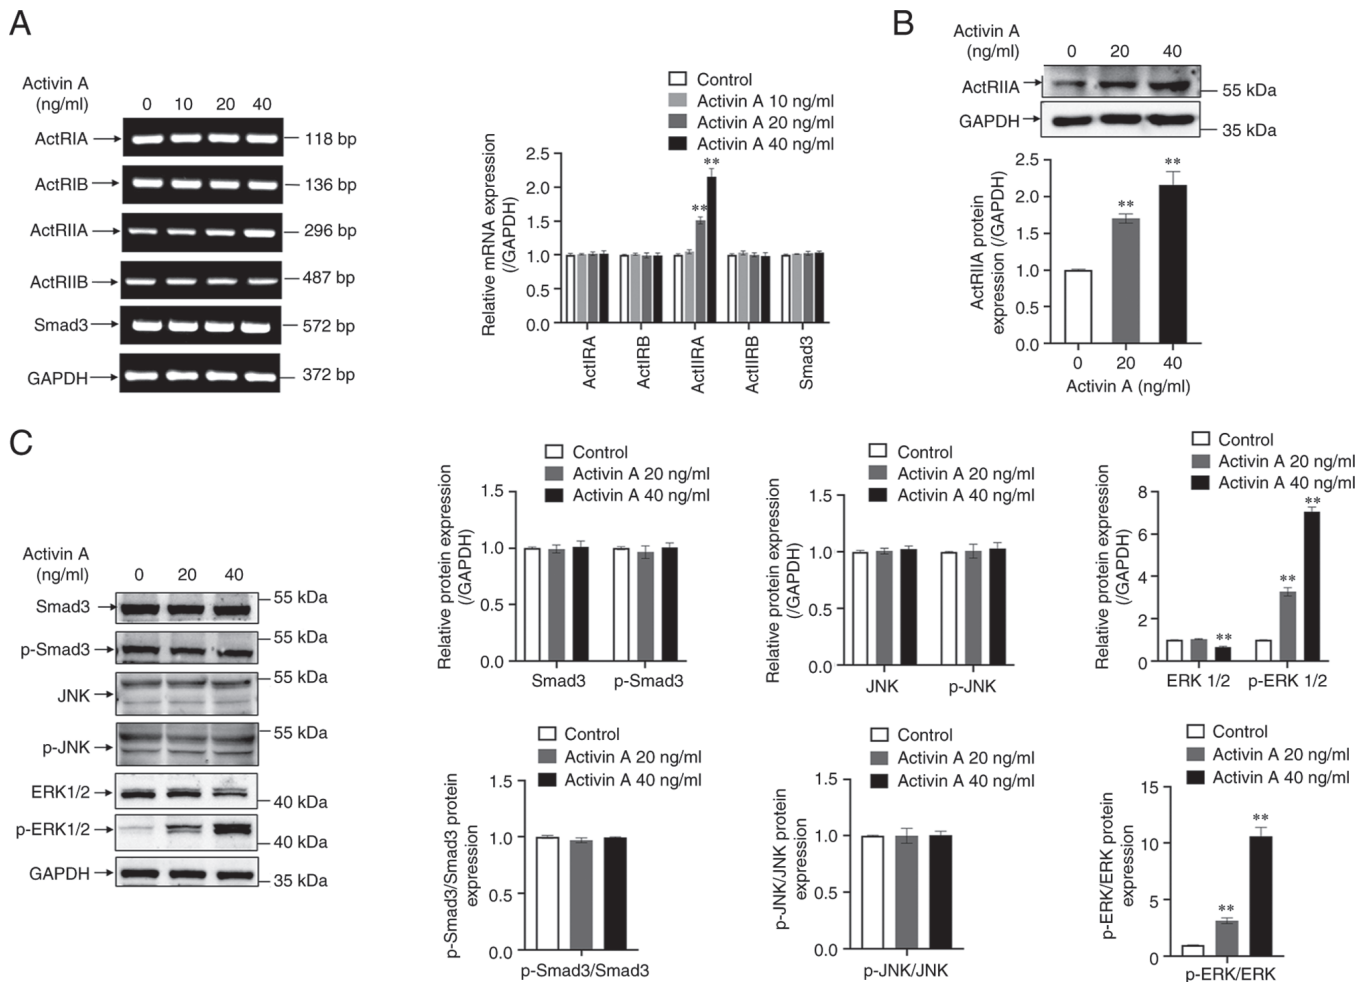 A
Activin A
(ng/ml)
0 10 20 40
ActRIA
118 bp
ActRIB
136 bp
ActRIIA
296 bp
ActRIIB
487 bp
Smad3
572 bp
GAPDH
372 bp
Control
Activin A 10 ng/ml
Activin A 20 ng/ml
Activin A 40 ng/ml
Relative mRNA expression
(/GAPDH)
2.5
2.0
1.5
1.0
0.5
0.0
**
**
ActIRA
ActIRB
ActIIRA
ActIIRB
Smad3
B
Activin A
(ng/ml)
0 20 40
ActRIIA
55 kDa
GAPDH
35 kDa
ActRIIA protein
expression (/GAPDH)
2.5
2.0
1.5
1.0
0.5
0.0
**
**
0 20 40
Activin A (ng/ml)
C
Activin A
(ng/ml)
0 20 40
Smad3
55 kDa
p-Smad3
55 kDa
JNK
55 kDa
p-JNK
55 kDa
ERK1/2
40 kDa
p-ERK1/2
40 kDa
GAPDH
35 kDa
Control
Activin A 20 ng/ml
Activin A 40 ng/ml
Relative protein expression
(/GAPDH)
1.5
1.0
0.5
0.0
Smad3 p-Smad3
Control
Activin A 20 ng/ml
Activin A 40 ng/ml
Relative protein expression
(/GAPDH)
1.5
1.0
0.5
0.0
JNK p-JNK
Control
Activin A 20 ng/ml
Activin A 40 ng/ml
Relative protein expression
(/GAPDH)
8
6
4
2
0
**
**
**
ERK 1/2 p-ERK 1/2
Control
Activin A 20 ng/ml
Activin A 40 ng/ml
p-Smad3/Smad3 protein
expression
1.5
1.0
0.5
0.0
p-Smad3/Smad3
Control
Activin A 20 ng/ml
Activin A 40 ng/ml
p-JNK/JNK protein
expression
1.5
1.0
0.5
0.0
p-JNK/JNK
Control
Activin A 20 ng/ml
Activin A 40 ng/ml
p-ERK/ERK protein
expression
15
10
5
0
**
**
p-ERK/ERK